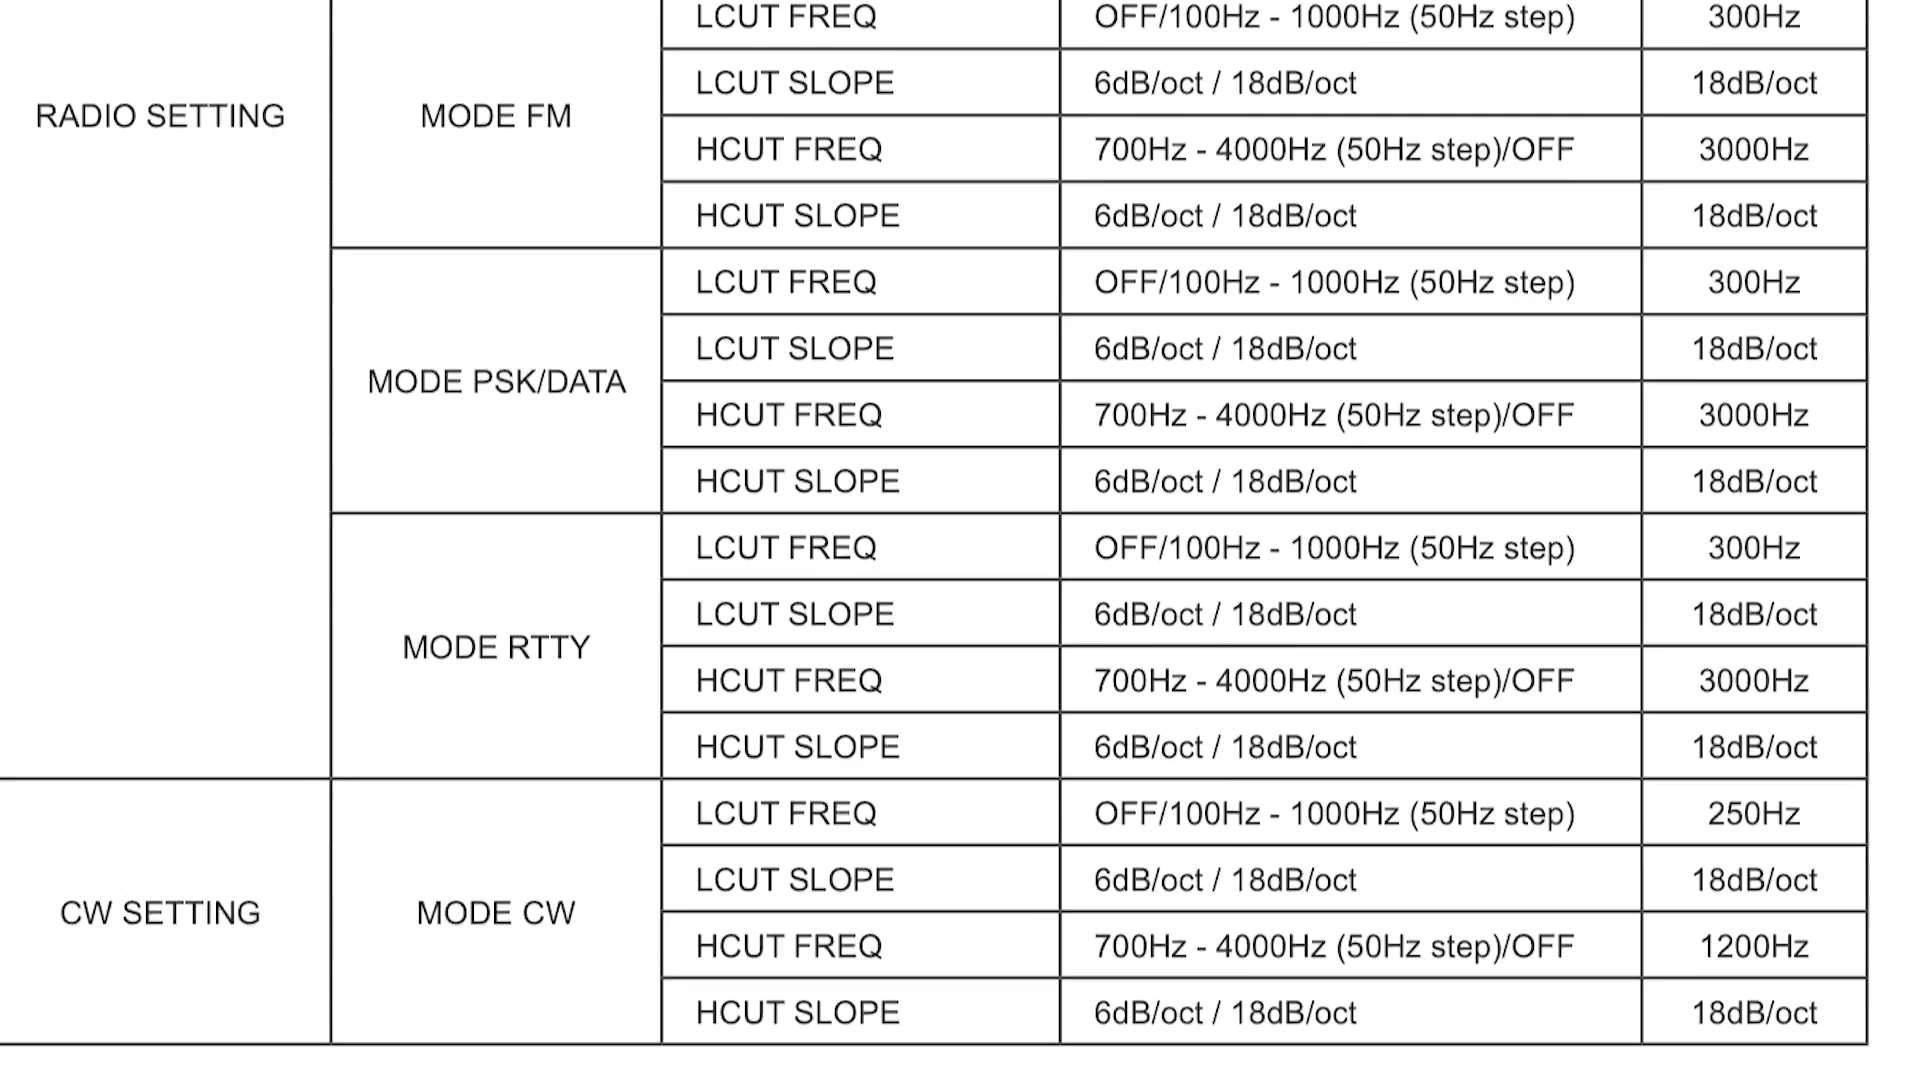 RADIO SETTING
MODE FM
LCUT FREQ OFF/100Hz - 1000Hz (50Hz step) 300Hz
LCUT SLOPE 6dB/oct / 18dB/oct 18dB/oct
HCUT FREQ 700Hz - 4000Hz (50Hz step)/OFF 3000Hz
HCUT SLOPE 6dB/oct / 18dB/oct 18dB/oct
MODE PSK/DATA
LCUT FREQ OFF/100Hz - 1000Hz (50Hz step) 300Hz
LCUT SLOPE 6dB/oct / 18dB/oct 18dB/oct
HCUT FREQ 700Hz - 4000Hz (50Hz step)/OFF 3000Hz
HCUT SLOPE 6dB/oct / 18dB/oct 18dB/oct
MODE RTTY
LCUT FREQ OFF/100Hz - 1000Hz (50Hz step) 300Hz
LCUT SLOPE 6dB/oct / 18dB/oct 18dB/oct
HCUT FREQ 700Hz - 4000Hz (50Hz step)/OFF 3000Hz
HCUT SLOPE 6dB/oct / 18dB/oct 18dB/oct
CW SETTING
MODE CW
LCUT FREQ OFF/100Hz - 1000Hz (50Hz step) 250Hz
LCUT SLOPE 6dB/oct / 18dB/oct 18dB/oct
HCUT FREQ 700Hz - 4000Hz (50Hz step)/OFF 1200Hz
HCUT SLOPE 6dB/oct / 18dB/oct 18dB/oct